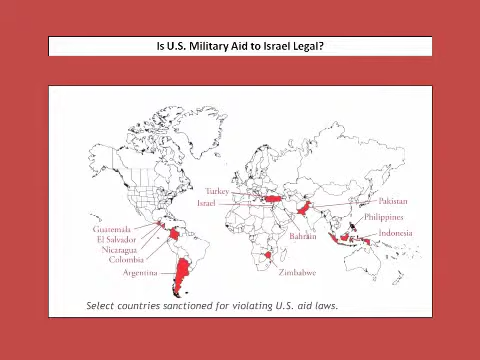 Is U.S. Military Aid to Israel Legal?
Turkey
Israel
Pakistan
Philippines
Guatemala
El Salvador
Nicaragua
Colombia
Bahrain
Indonesia
Argentina
Zimbabwe
Select countries sanctioned for violating U.S. aid laws.